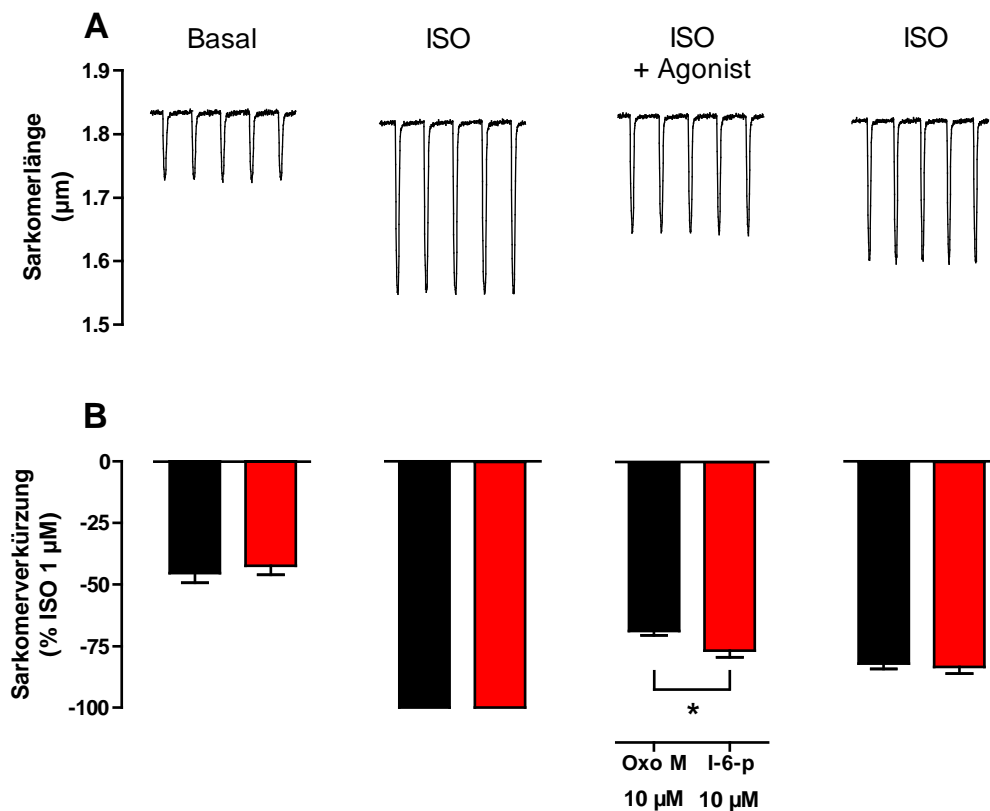 A
Basal
ISO
ISO
+ Agonist
ISO
Sarkomerlänge
(µm)
1.9
1.8
1.7
1.6
1.5
B
Sarkomerverkürzung
(% ISO 1 µM)
0
-25
-50
-75
-100
*
Oxo M
I-6-p
10 µM
10 µM